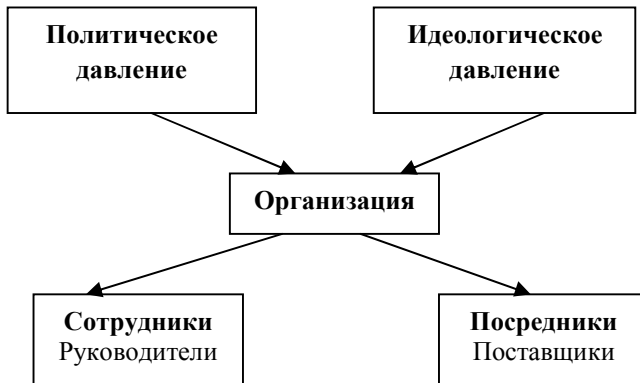 Политическое
давление
Идеологическое
давление
Организация
Сотрудники
Руководители
Посредники
Поставщики